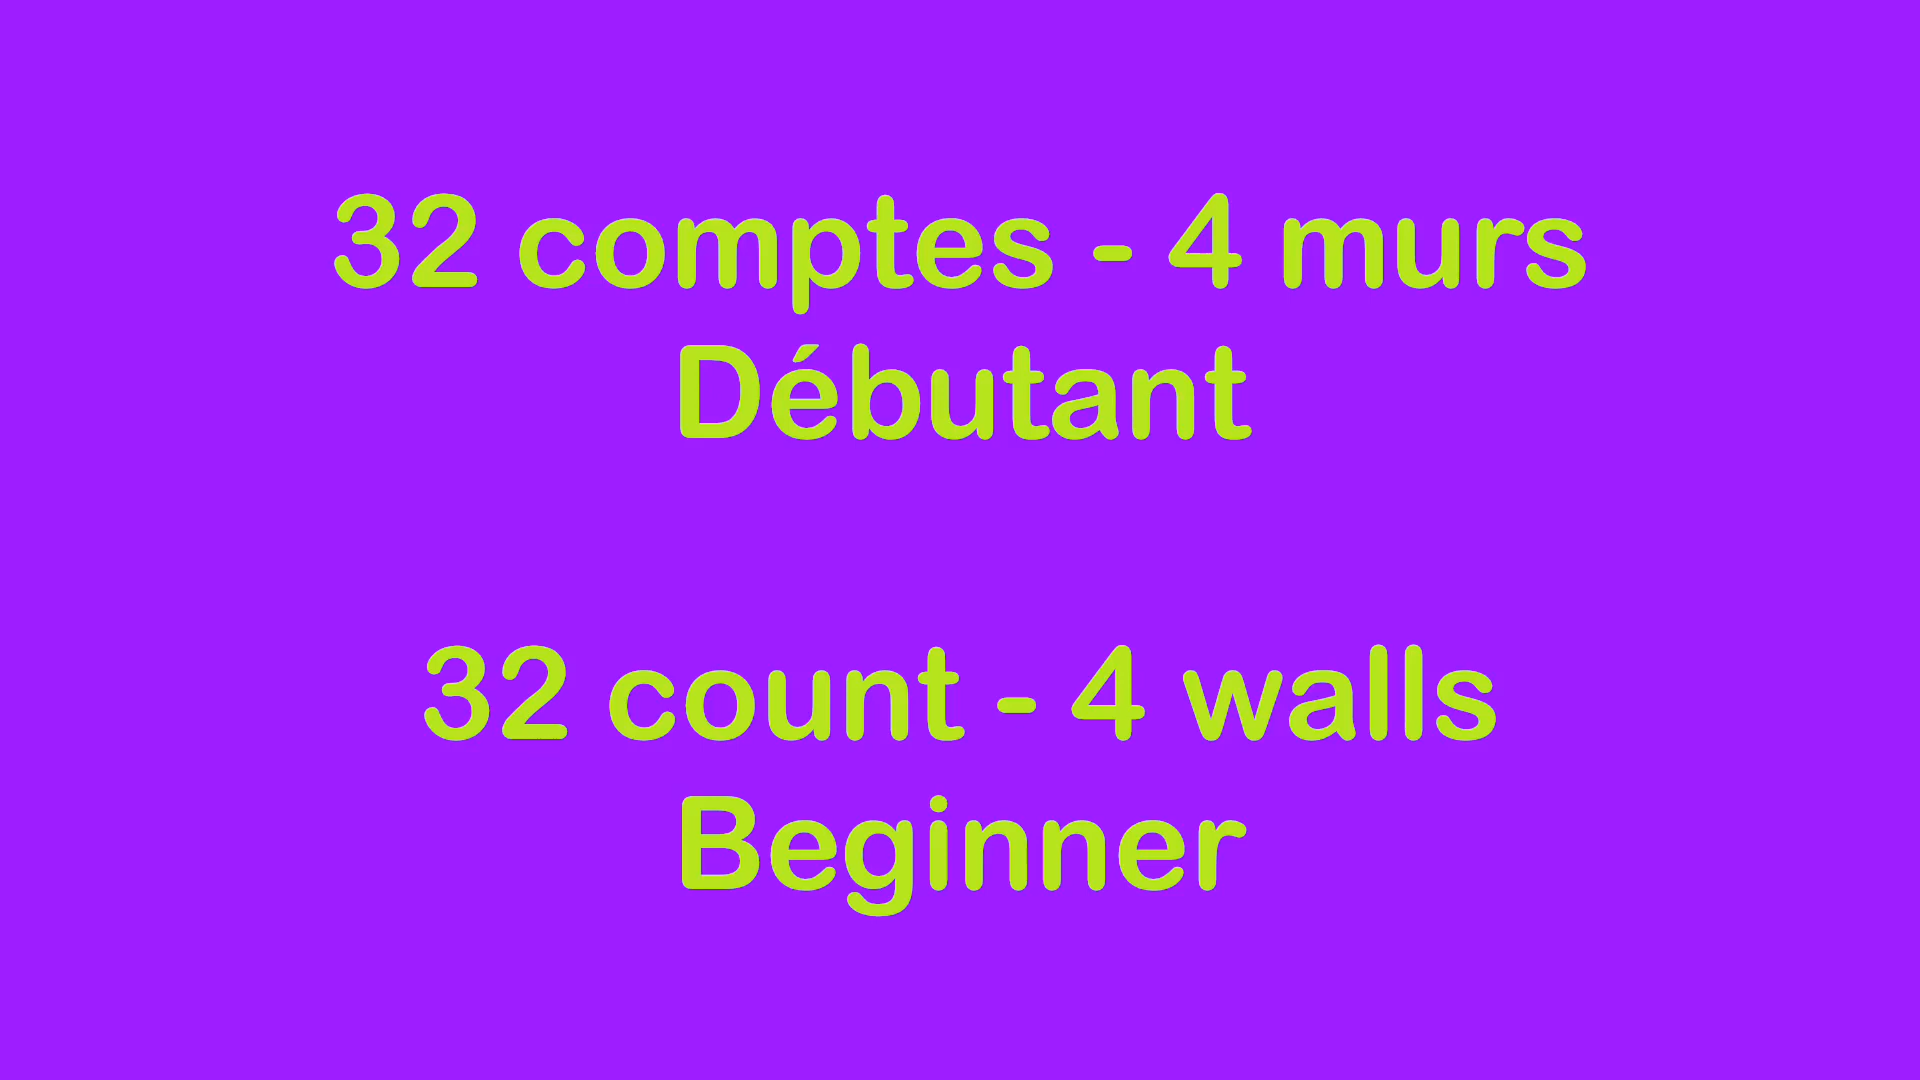 32 comptes - 4 murs
Débutant
32 count - 4 walls
Beginner